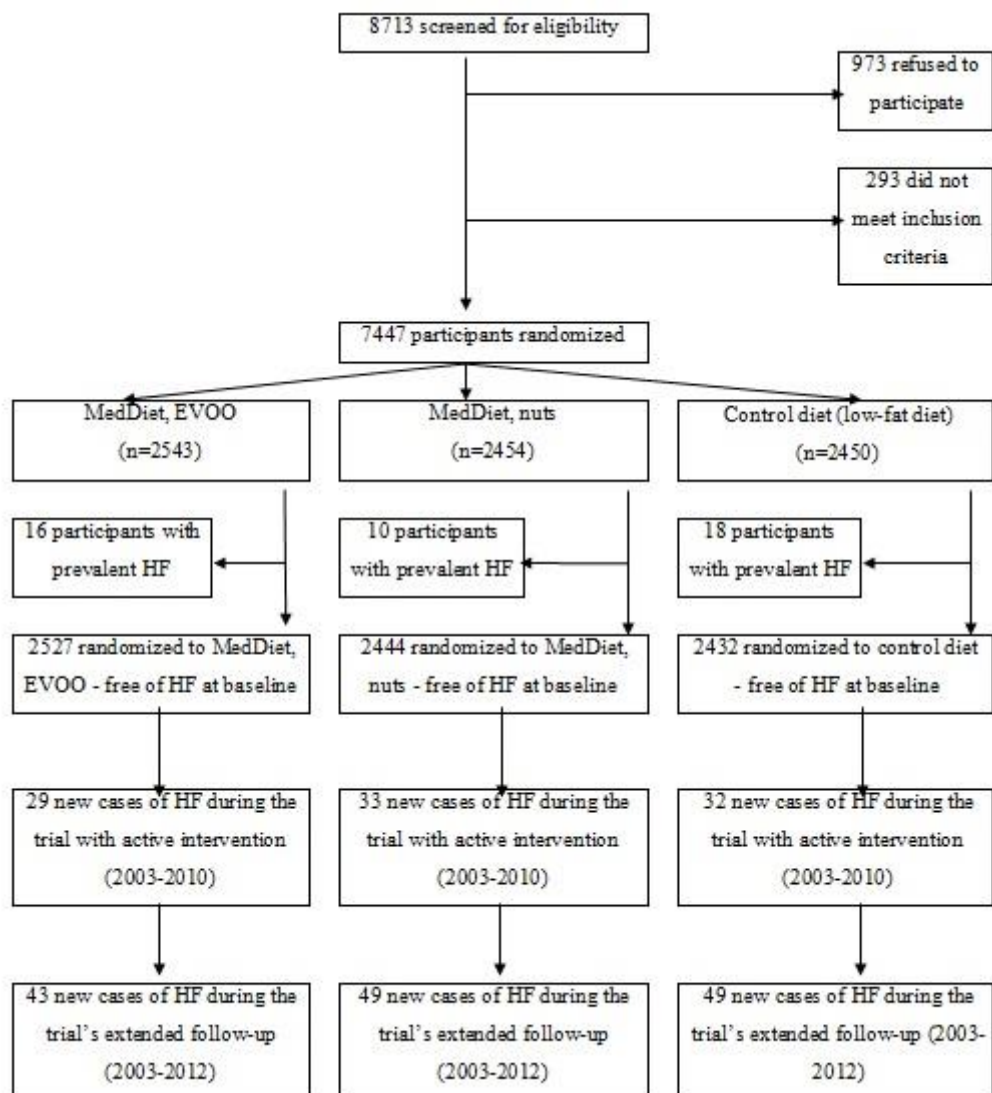 8713 screened for eligibility
973 refused to
participate
293 did not
meet inclusion
criteria
7447 participants randomized
MedDiet, EVOO
(n=2543)
MedDiet, nuts
(n=2454)
Control diet (low-fat diet)
(n=2450)
16 participants with
prevalent HF
10 participants
with prevalent HF
18 participants
with prevalent HF
2527 randomized to MedDiet,
EVOO - free of HF at baseline
2444 randomized to MedDiet,
nuts - free of HF at baseline
2432 randomized to control diet
- free of HF at baseline
29 new cases of HF during the
trial with active intervention
(2003-2010)
33 new cases of HF during the
trial with active intervention
(2003-2010)
32 new cases of HF during the
trial with active intervention
(2003-2010)
43 new cases of HF during the
trial's extended follow-up
(2003-2012)
49 new cases of HF during the
trial's extended follow-up
(2003-2012)
49 new cases of HF during the
trial's extended follow-up (2003-
2012)